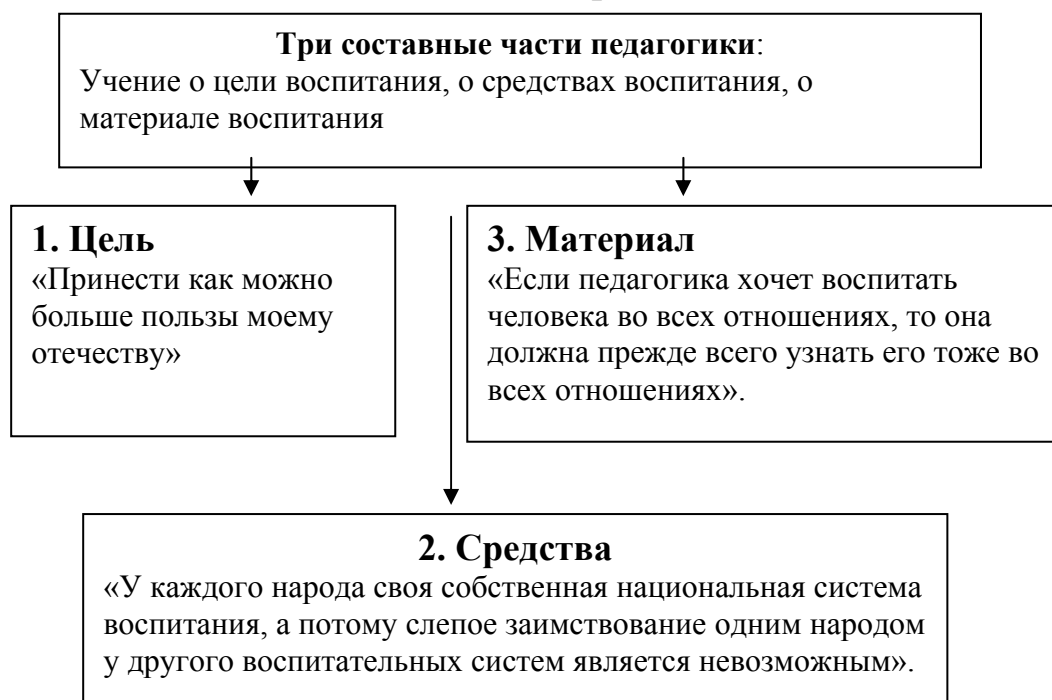 Три составные части педагогики:
Учение о цели воспитания, о средствах воспитания, о
материале воспитания
1. Цель
«Принести как можно
больше пользы моему
отечеству»
3. Материал
«Если педагогика хочет воспитать
человека во всех отношениях, то она
должна прежде всего узнать его тоже во
всех отношениях».
2. Средства
«У каждого народа своя собственная национальная система
воспитания, а потому слепое заимствование одним народом
у другого воспитательных систем является невозможным».